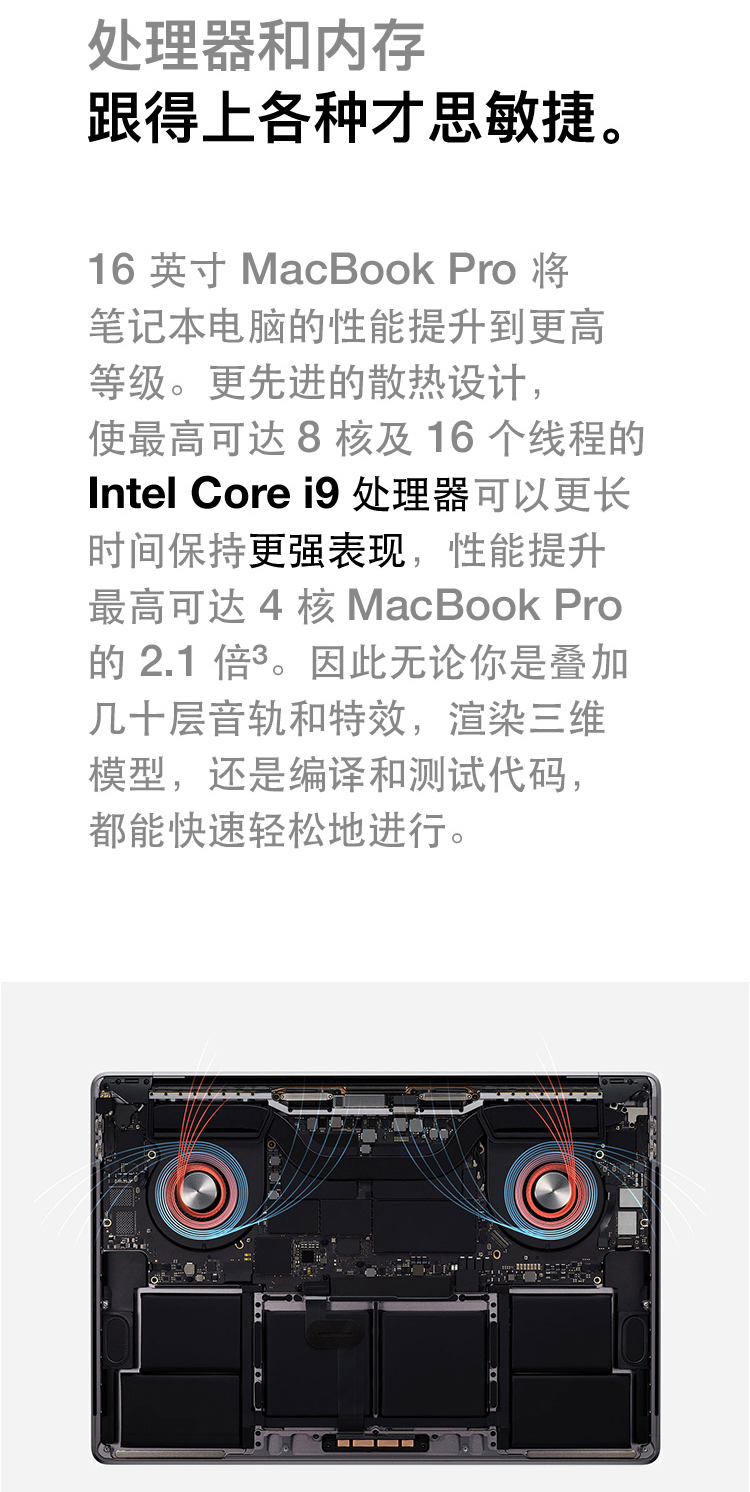 处理器和内存
跟得上各种才思敏捷。
16 英寸 MacBook Pro 将
笔记本电脑的性能提升到更高
等级。更先进的散热设计，
使最高可达 8 核及 16 个线程的
Intel Core i9 处理器可以更长
时间保持更强表现，性能提升
最高可达 4 核 MacBook Pro
的 2.1 倍³。因此无论你是叠加
几十层音轨和特效，渲染三维
模型，还是编译和测试代码，
都能快速轻松地进行。